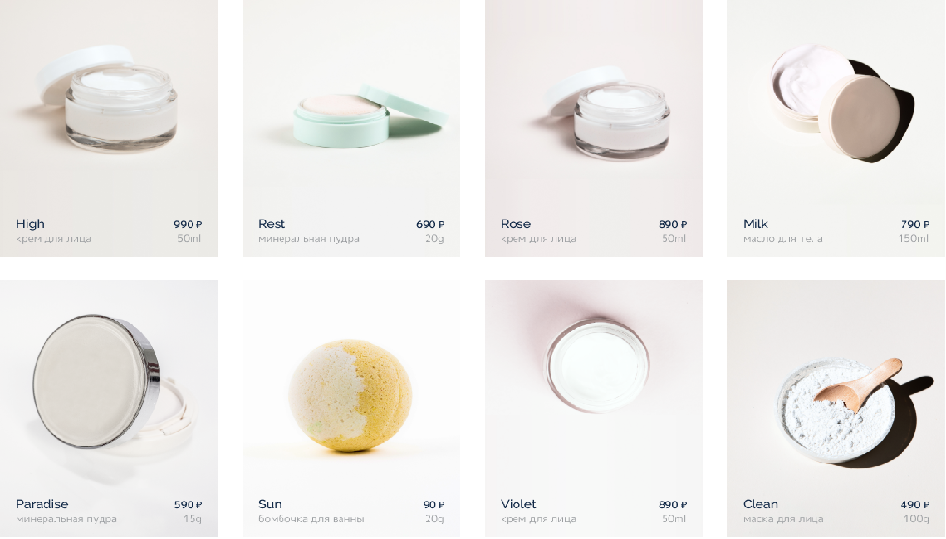 High 990 ₽
крем для лица 50ml
Rest 690 ₽
минеральная пудра 20g
Rose 890 ₽
крем для лица 50ml
Milk 790 ₽
масло для тела 150ml
Paradise 590 ₽
минеральная пудра 15g
Sun 90 ₽
бомбочка для ванны 20g
Violet 890 ₽
крем для лица 50ml
Clean 490 ₽
маска для лица 100g